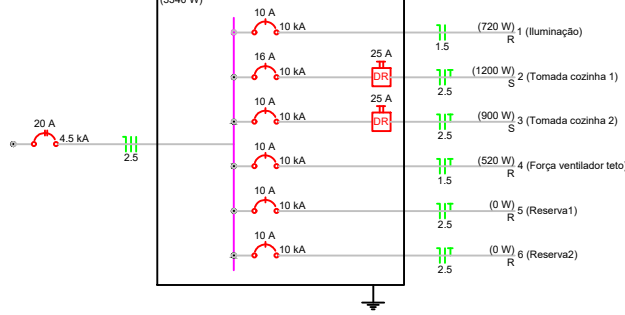 (3340 W)
10 A
10 kA
1.5
(720 W)
R
1 (Iluminação)
16 A
10 kA
25 A
DR
2.5
(1200 W)
S
2 (Tomada cozinha 1)
10 A
10 kA
25 A
DR
2.5
(900 W)
S
3 (Tomada cozinha 2)
20 A
4.5 kA
2.5
10 A
10 kA
1.5
(520 W)
R
4 (Força ventilador teto)
10 A
10 kA
2.5
(0 W)
R
5 (Reserva1)
10 A
10 kA
2.5
(0 W)
R
6 (Reserva2)